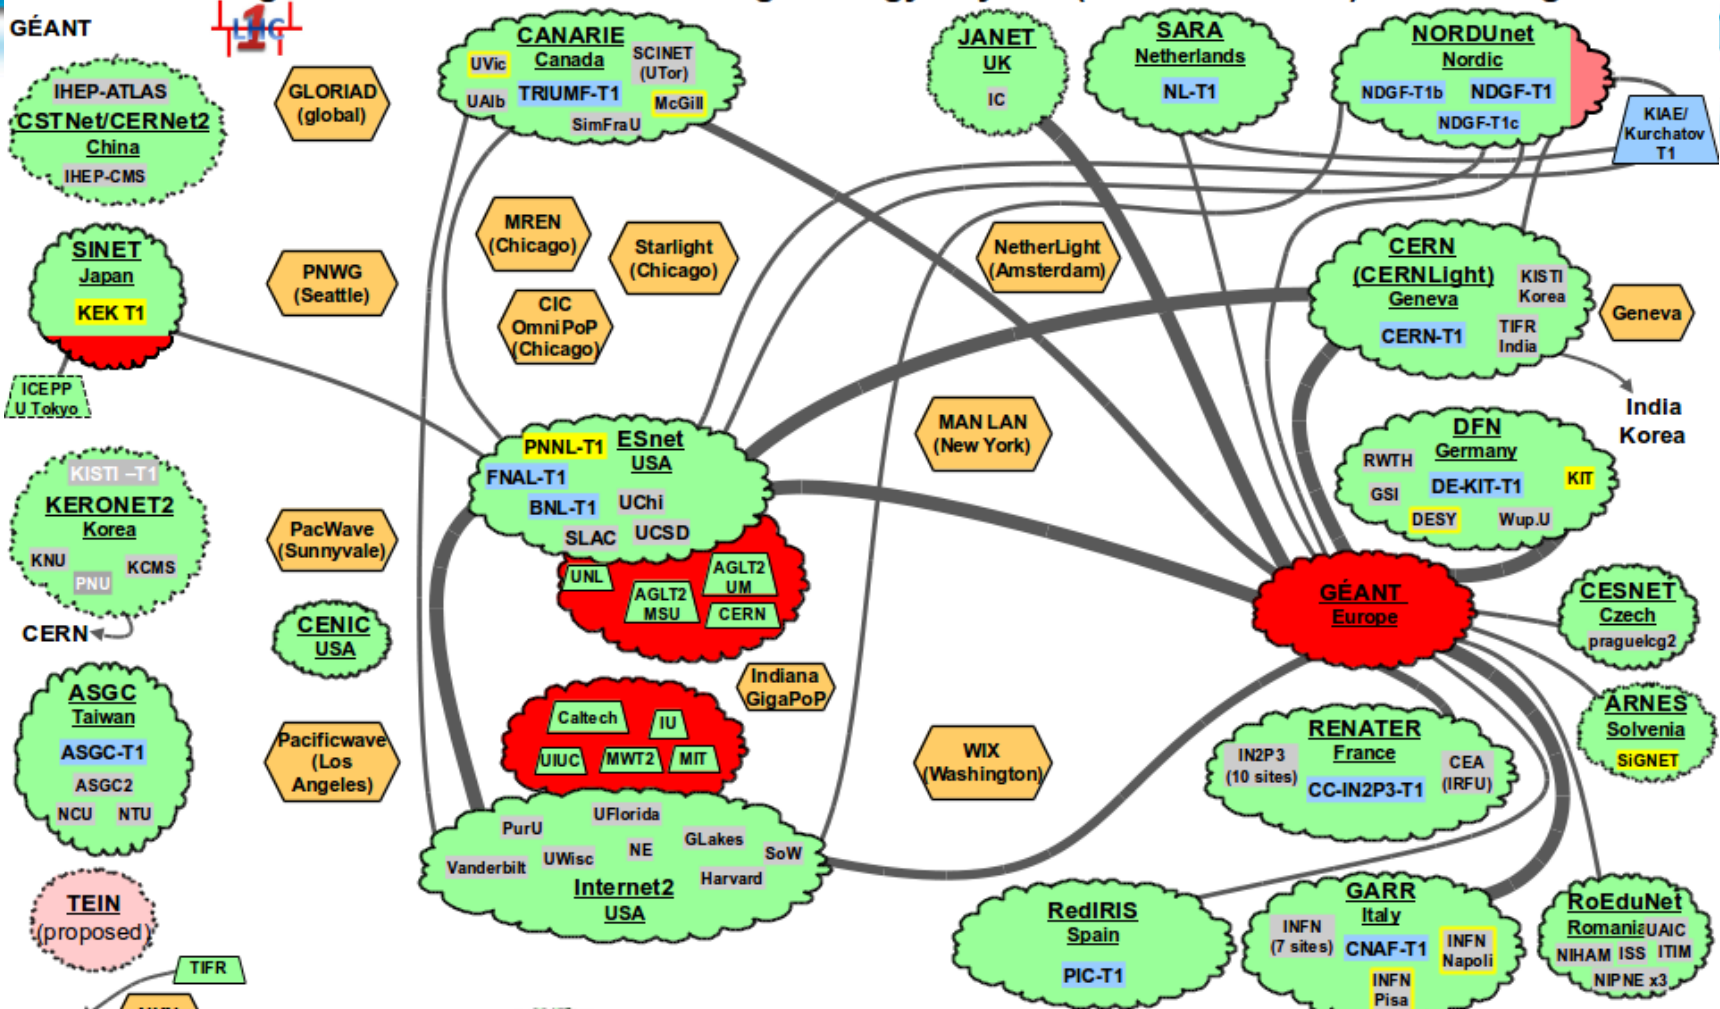 GÉANT
LHC
1
IHEP-ATLAS
CSTNet/CERNet2
China
IHEP-CMS
GLORIAD
(global)
CANARIE
Canada
UVic
SCINET
(UTor)
UAlb
TRIUMF-T1
McGill
SimFraU
JANET
UK
IC
SARA
Netherlands
NL-T1
NORDUnet
Nordic
NDGF-T1b
NDGF-T1
NDGF-T1c
KIAE/
Kurchatov
T1
SINET
Japan
KEK T1
ICEPP
U Tokyo
PNWG
(Seattle)
MREN
(Chicago)
Starlight
(Chicago)
CIC
OmniPoP
(Chicago)
NetherLight
(Amsterdam)
CERN
(CERNLight)
Geneva
KISTI
Korea
CERN-T1
TIFR
India
Geneva
India
Korea
MAN LAN
(New York)
DFN
Germany
RWTH
GSI
DE-KIT-T1
KIT
DESY
Wup.U
KISTI –T1
KERONET2
Korea
KNU
PNU
KCMS
CERN
PacWave
(Sunnyvale)
PNNL-T1
ESnet
USA
FNAL-T1
BNL-T1
UChi
SLAC
UCSD
UNL
AGLT2
MSU
AGLT2
UM
CERN
GÉANT
Europe
CESNET
Czech
praguelcg2
CENIC
USA
Indiana
GigaPoP
ASGC
Taiwan
ASGC-T1
ASGC2
NCU
NTU
Pacificwave
(Los
Angeles)
Caltech
IU
UIUC
MWT2
MIT
WIX
(Washington)
RENATER
France
IN2P3
(10 sites)
CC-IN2P3-T1
CEA
(IRFU)
ARNES
Solvenia
SiGNET
PurU
UFlorida
GLakes
Vanderbilt
UWisc
NE
SoW
Harvard
Internet2
USA
TEIN
(proposed)
TIFR
RedIRIS
Spain
PIC-T1
GARR
Italy
INFN
(7 sites)
CNAF-T1
INFN
Napoli
INFN
Pisa
RoEduNet
Romania
UAIC
NIHAM
ISS
ITIM
NIPNE x3